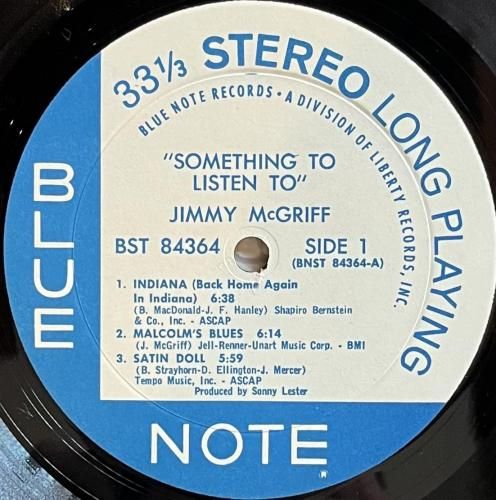 33⅓ STEREO LONG PLAYING
BLUE NOTE RECORDS • A DIVISION OF LIBERTY RECORDS, INC.
"SOMETHING TO
LISTEN TO"
JIMMY McGRIFF
BST 84364 SIDE 1
(BNST 84364-A)
1. INDIANA (Back Home Again
In Indiana) 6:38
(B. MacDonald-J. F. Hanley) Shapiro Bernstein
& Co., Inc. - ASCAP
2. MALCOLM'S BLUES 6:14
(J. McGriff) Jell-Renner-Unart Music Corp. - BMI
3. SATIN DOLL 5:59
(B. Strayhorn-D. Ellington-J. Mercer)
Tempo Music, Inc. - ASCAP
Produced by Sonny Lester
BLUE
NOTE